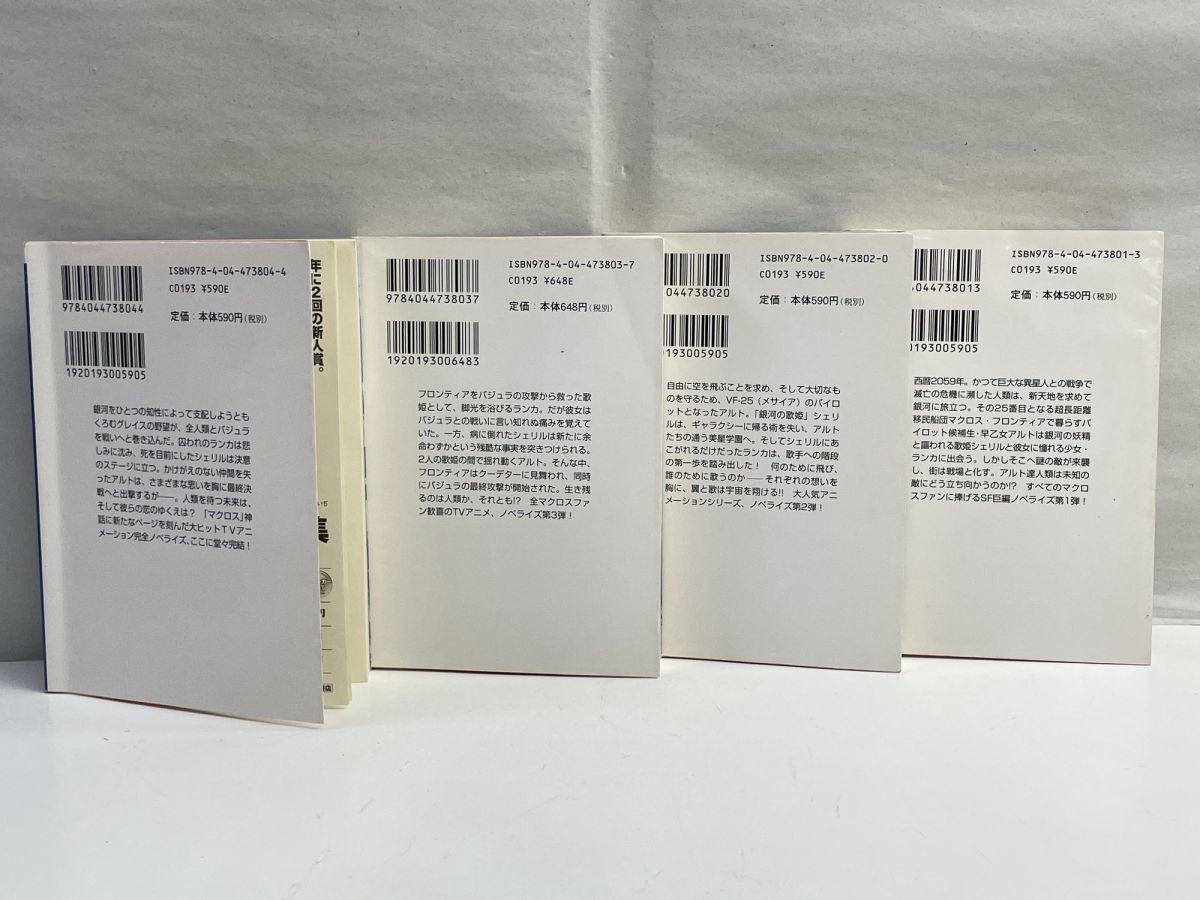 ISBN978-4-04-473804-4
C0193 ¥590E
9784044738044
定価：本体590円（税別）
1920193005905
銀河をひとつの知性によって支配しようともく
ろむグレイスの野望が、全人類とバジュラ
を戦いへと巻き込んだ。囚われのランカは悲
しみに沈み、死を目前にしたシェリルは決意
のステージに立つ。かけがえのない仲間を失
ったアルトは、さまざまな思いを胸に最終決
戦へと出撃するが──。人類を待つ未来は、
そして彼らの恋のゆくえは？「マクロス」神
話に新たなページを刻んだ大ヒットTVアニ
メーション完全ノベライズ、ここに堂々完結！
年に2回の新人賞。
ISBN978-4-04-473803-7
C0193 ¥648E
9784044738037
定価：本体648円（税別）
1920193006483
フロンティアをバジュラの攻撃から救った歌
姫として、脚光を浴びるランカ。だが彼女は
バジュラとの戦いに言い知れぬ痛みを覚えて
いた。一方、病に倒れたシェリルは新たに余
命わずかという残酷な事実を突きつけられる。
2人の歌姫の間で揺れ動くアルト。そんな中、
フロンティアはクーデターに見舞われ、同時
にバジュラの最終攻撃が開始された。生き残
るのは人類か、それとも!?　全マクロスファ
ン歓喜のTVアニメ、ノベライズ第3弾！
ISBN978-4-04-473802-0
C0193 ¥590E
044738020
定価：本体590円（税別）
193005905
自由に空を飛ぶことを求め、そして大切なも
のを守るため、VF-25（メサイア）のパイロ
ットとなったアルト。「銀河の歌姫」シェリ
ルは、ギャラクシーに帰る術を失い、アルト
たちの通う美星学園へ。そしてシェリルにあ
こがれるだけだったランカは、歌手への階段
の第一歩を踏み出した！　何のために飛び、
誰のために歌うのか──それぞれの想いを
胸に、翼と歌は宇宙を翔ける!!　大人気アニ
メーションシリーズ、ノベライズ第2弾！
ISBN978-4-04-473801-3
C0193 ¥590E
44738013
定価：本体590円（税別）
93005905
西暦2059年。かつて巨大な異星人との戦争で
滅亡の危機に瀕した人類は、新天地を求めて
銀河に旅立つ。その25番目となる超長距離
移民船団マクロス・フロンティアで暮らすパ
イロット候補生・早乙女アルトは銀河の妖精
と謳われる歌姫シェリルと彼女に憧れる少女・
ランカに出会う。しかしそこへ謎の敵が来襲
し、街は戦場と化す。アルト達人類は未知の
敵にどう立ち向かうのか!?　すべてのマクロ
スファンに捧げるSF巨編ノベライズ第1弾！